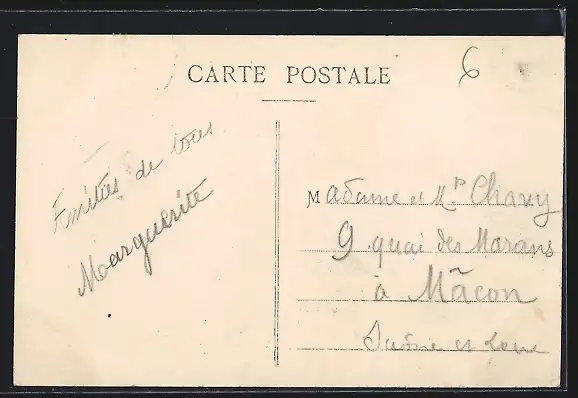 CARTE POSTALE
6
Amitiés de tous
Marguerite
Madame et Mr Chavy
9 quai des Marans
à Mâcon
Saône et Loire